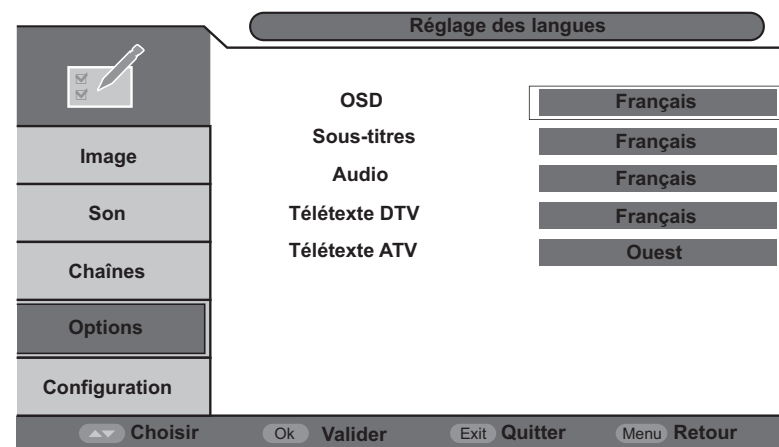 Réglage des langues
OSD Français
Sous-titres Français
Audio Français
Télétexte DTV Français
Télétexte ATV Ouest
Image
Son
Chaînes
Options
Configuration
Choisir Ok Valider Exit Quitter Menu Retour